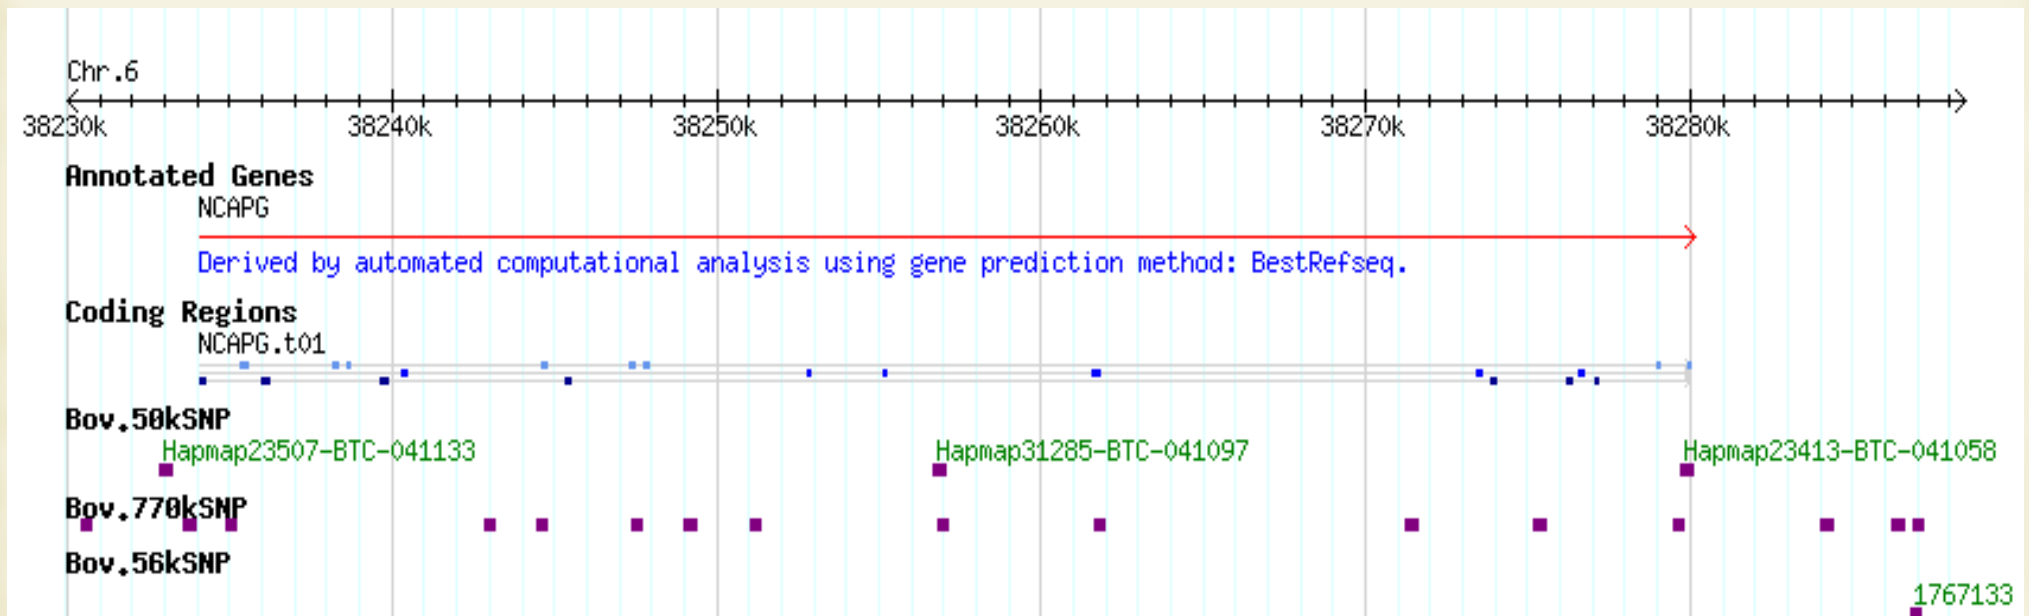 Chr.6
38230k 38240k 38250k 38260k 38270k 38280k
Annotated Genes
NCAPG
Derived by automated computational analysis using gene prediction method: BestRefseq.
Coding Regions
NCAPG.t01
Bov.50kSNP
Hapmap23507-BTC-041133 Hapmap31285-BTC-041097 Hapmap23413-BTC-041058
Bov.770kSNP
Bov.56kSNP
1767133